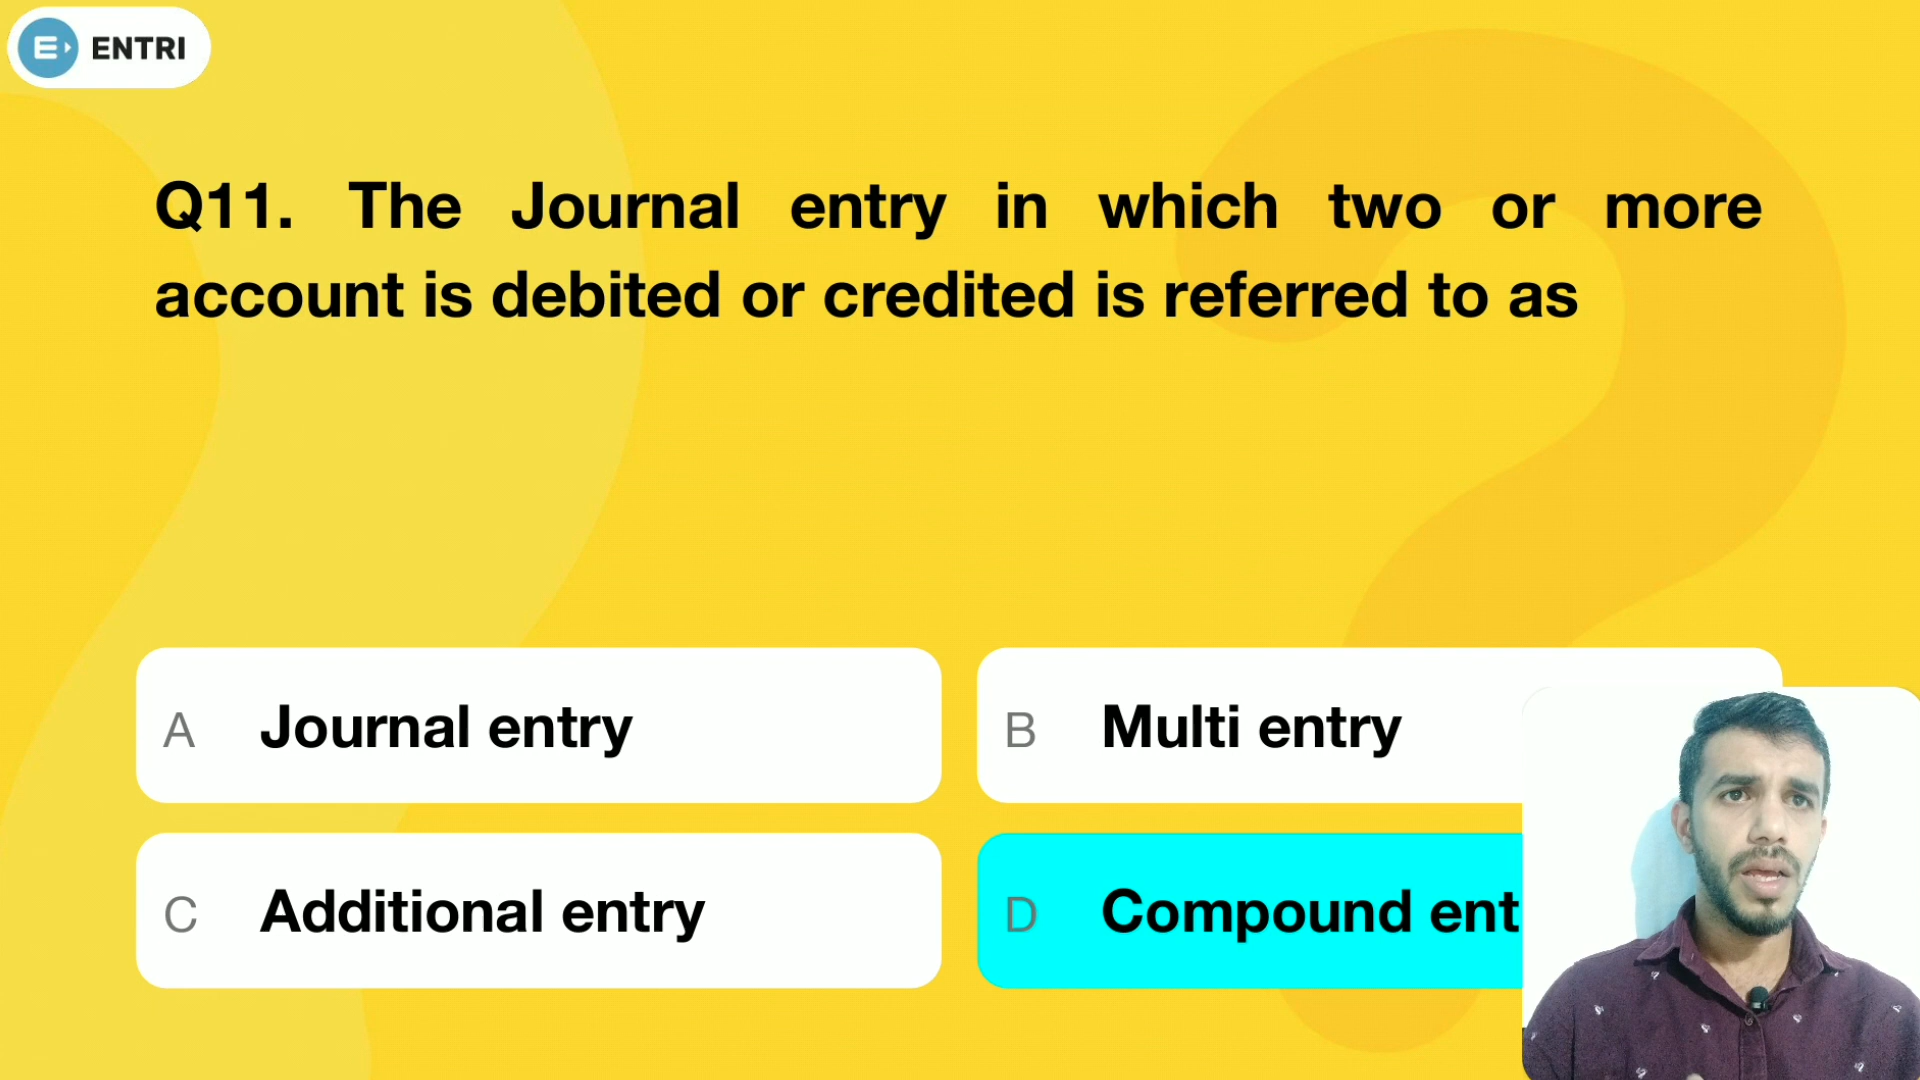 ENTRI
Q11. The Journal entry in which two or more
account is debited or credited is referred to as
A Journal entry
B Multi entry
C Additional entry
D Compound ent